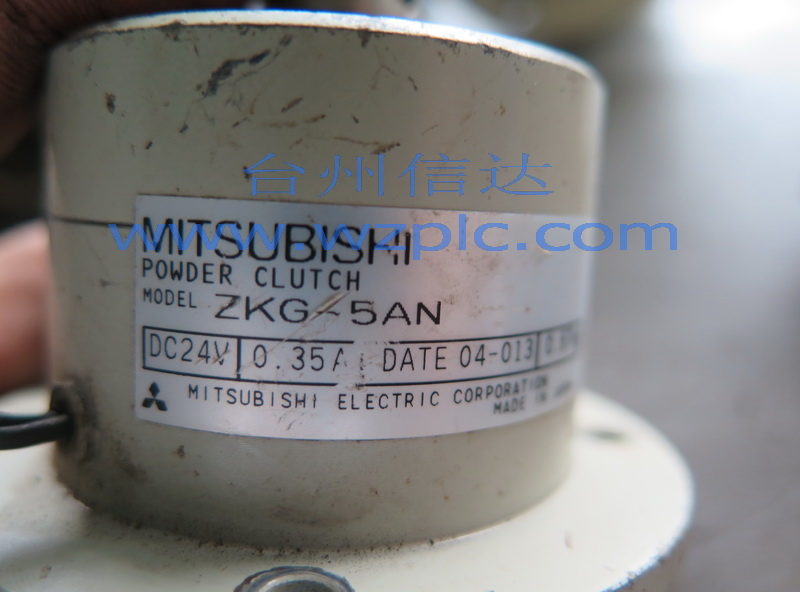 台州信达
www.wzplc.com
MITSUBISHI
POWDER CLUTCH
MODEL ZKG-5AN
DC24V 0.35A DATE 04-013
MITSUBISHI ELECTRIC CORPORATION
MADE IN JAPAN